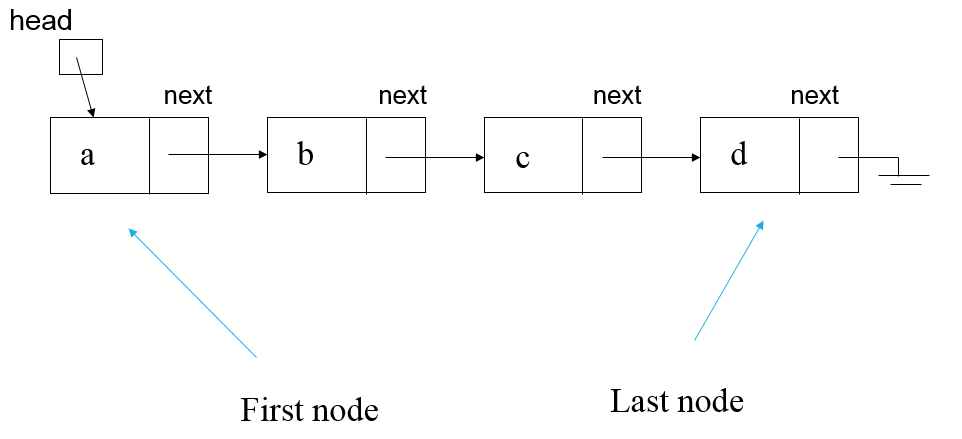 head
next next next next
a b c d
First node
Last node